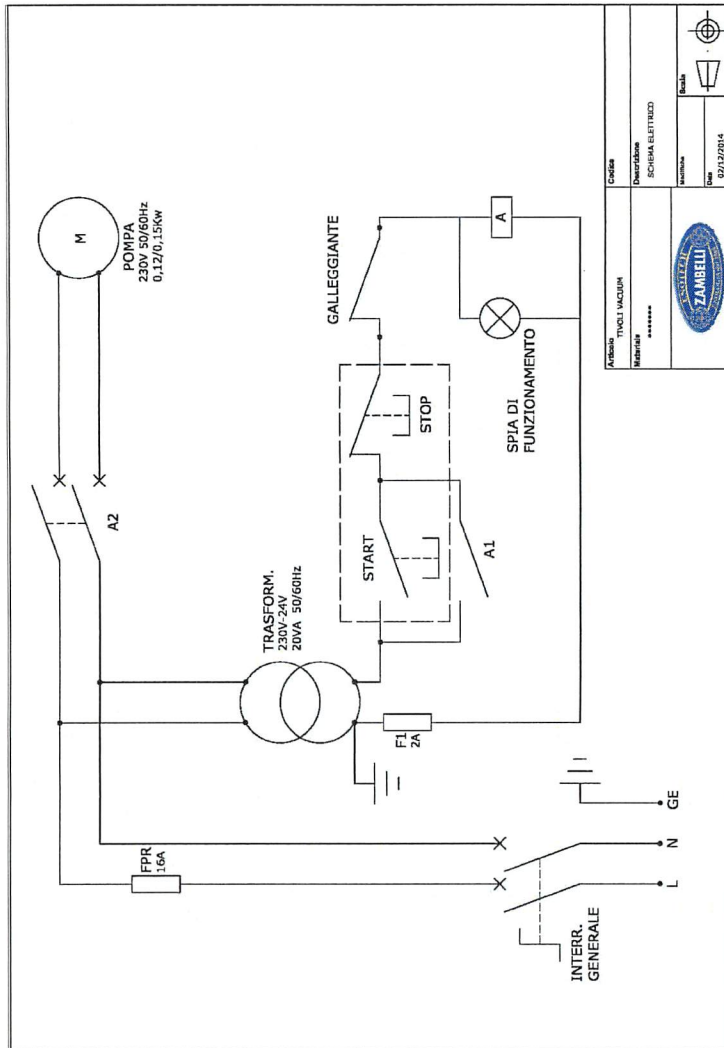 M
POMPA
230V 50/60Hz
0,12/0,15Kw
A2
TRASFORM.
230V-24V
20VA 50/60Hz
GALLEGGIANTE
STOP
START
A1
SPIA DI
FUNZIONAMENTO
A
F1
2A
FPR
16A
INTERR.
GENERALE
L
N
GE
Articolo
TIVOLI VACUUM
Codice
Materiale
*******
Descrizione
SCHEMA ELETTRICO
ENOTECH
ZAMBELLI
Modifiche
Scala
Data
02/12/2014